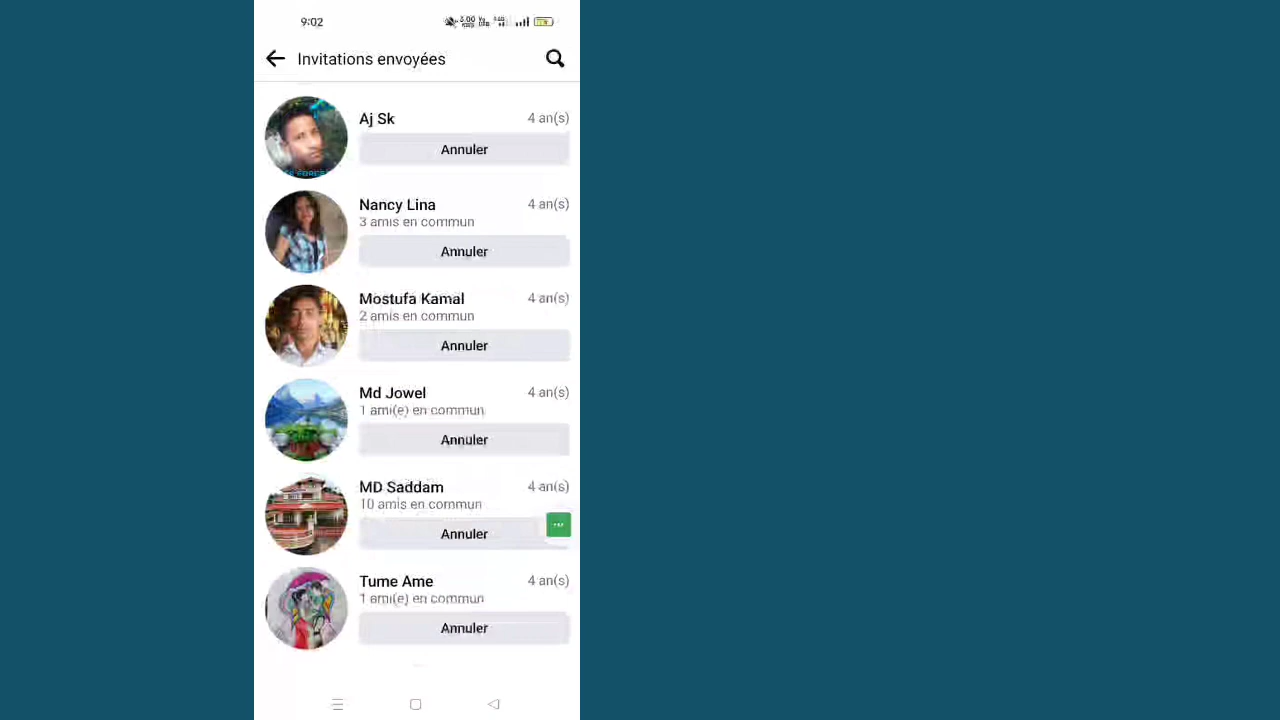 9:02
Invitations envoyées
Aj Sk 4 an(s)
Annuler
Nancy Lina 4 an(s)
3 amis en commun
Annuler
Mostufa Kamal 4 an(s)
2 amis en commun
Annuler
Md Jowel 4 an(s)
1 ami(e) en commun
Annuler
MD Saddam 4 an(s)
10 amis en commun
Annuler
Tume Ame 4 an(s)
1 ami(e) en commun
Annuler